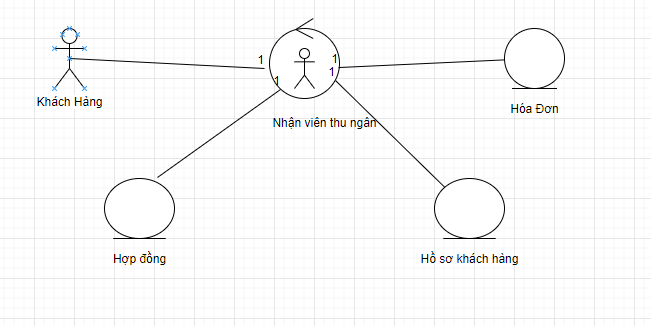 1
1
1
1
Khách Hàng
Nhận viên thu ngân
Hóa Đơn
Hợp đồng
Hồ sơ khách hàng